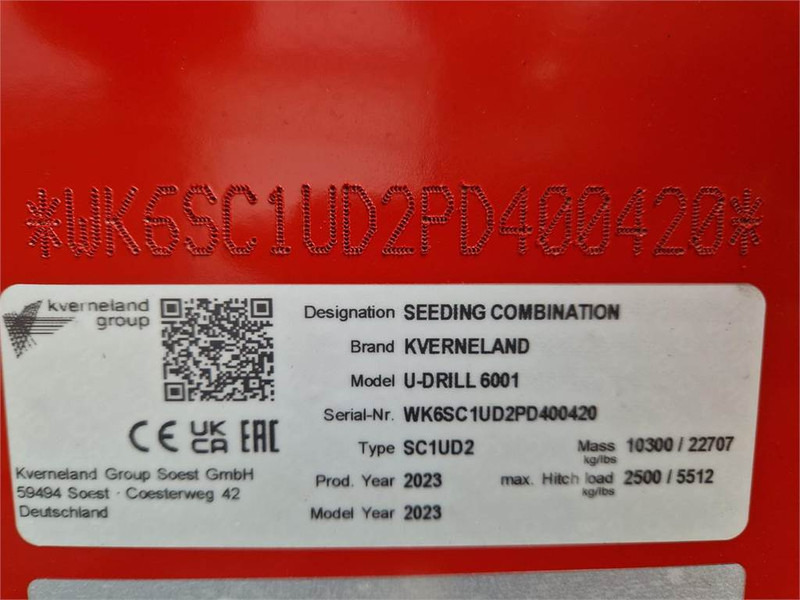 *WK6SC1UD2PD400420*
kverneland
group
Designation SEEDING COMBINATION
Brand KVERNELAND
Model U-DRILL 6001
Serial-Nr. WK6SC1UD2PD400420
CE UK CA EAC
Type SC1UD2 Mass 10300 / 22707
kg/lbs
Kverneland Group Soest GmbH
59494 Soest · Coesterweg 42
Deutschland
Prod. Year 2023 max. Hitch load 2500 / 5512
kg/lbs
Model Year 2023